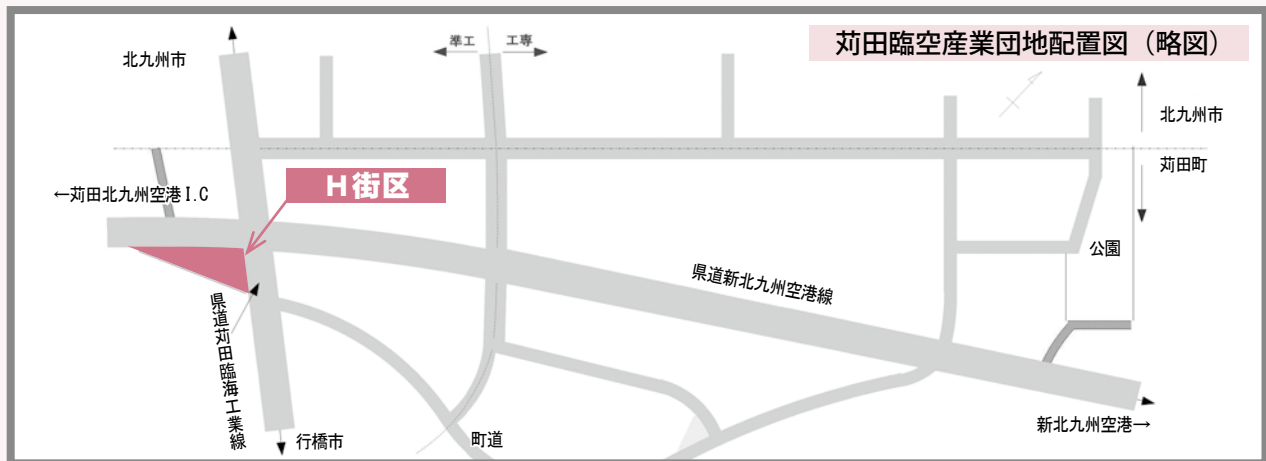 苅田臨空産業団地配置図（略図）
準工
工専
北九州市
北九州市
苅田町
←苅田北九州空港I.C
H街区
公園
県道新北九州空港線
県道苅田臨海工業線
行橋市
町道
新北九州空港→